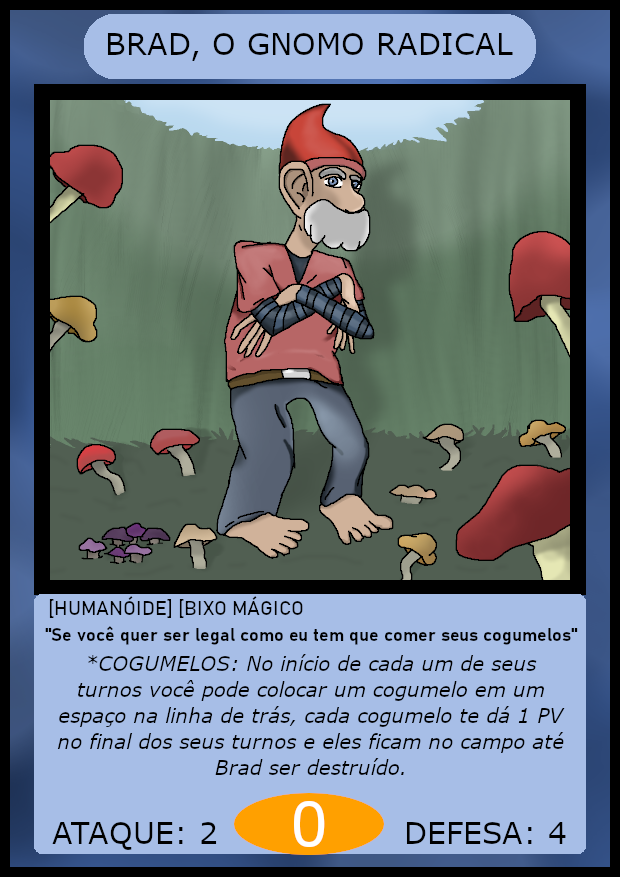 BRAD, O GNOMO RADICAL
[HUMANÓIDE] [BIXO MÁGICO
"Se você quer ser legal como eu tem que comer seus cogumelos"
*COGUMELOS: No início de cada um de seus
turnos você pode colocar um cogumelo em um
espaço na linha de trás, cada cogumelo te dá 1 PV
no final dos seus turnos e eles ficam no campo até
Brad ser destruído.
ATAQUE: 2 0 DEFESA: 4